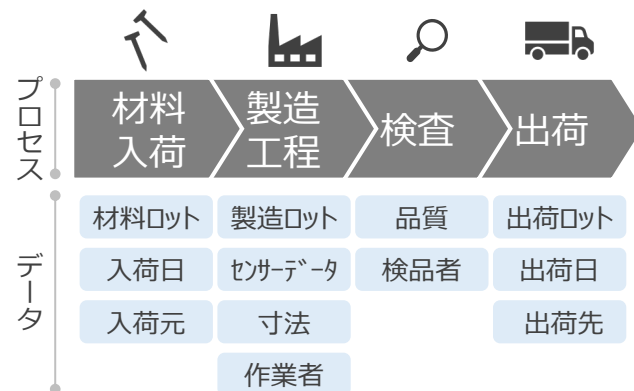 プロセス
材料
入荷
製造
工程
検査
出荷
データ
材料ロット
製造ロット
品質
出荷ロット
入荷日
ｾﾝｻｰﾃﾞｰﾀ
検品者
出荷日
入荷元
寸法
出荷先
作業者